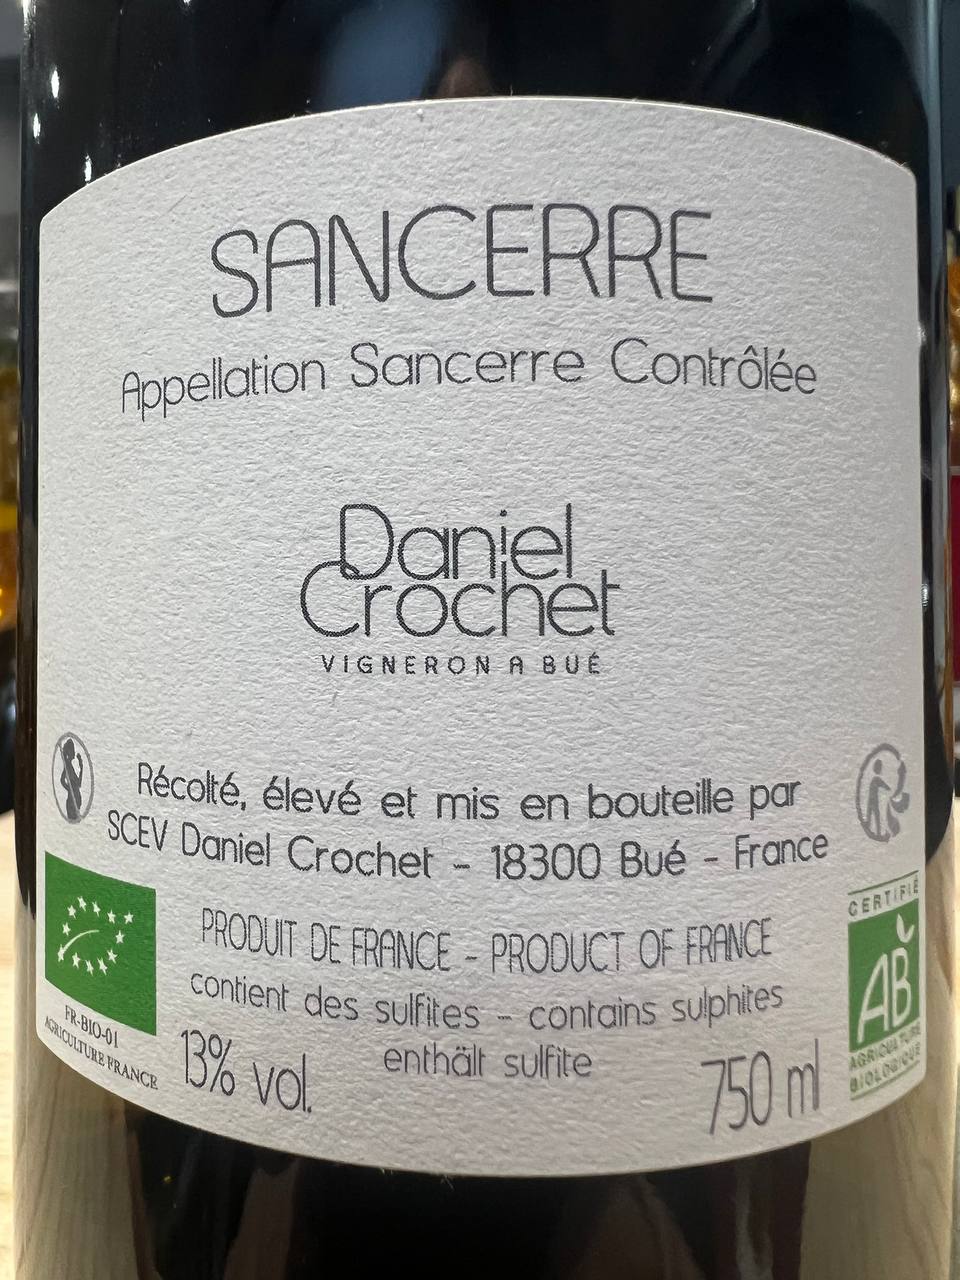 SANCERRE
Appellation Sancerre Contrôlée
Daniel
Crochet
VIGNERON A BUÉ
Récolté, élevé et mis en bouteille par
SCEV Daniel Crochet - 18300 Bué - France
PRODUIT DE FRANCE - PRODUCT OF FRANCE
contient des sulfites - contains sulphites
enthält sulfite
13% vol.
750 ml
FR-BIO-01
AGRICULTURE FRANCE
CERTIFIÉ
AB
AGRICULTURE
BIOLOGIQUE